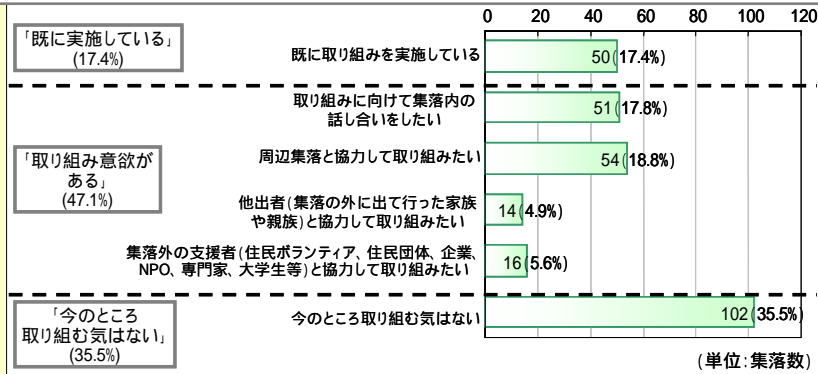 0 20 40 60 80 100 120
「既に実施している」
(17.4%)
既に取り組みを実施している
50(17.4%)
取り組みに向けて集落内の
話し合いをしたい
51(17.8%)
「取り組み意欲が
ある」
(47.1%)
周辺集落と協力して取り組みたい
54(18.8%)
他出者(集落の外に出て行った家族
や親族)と協力して取り組みたい
14(4.9%)
集落外の支援者(住民ボランティア、住民団体、企業、
NPO、専門家、大学生等)と協力して取り組みたい
16(5.6%)
「今のところ
取り組む気はない」
(35.5%)
今のところ取り組む気はない
102(35.5%)
(単位:集落数)